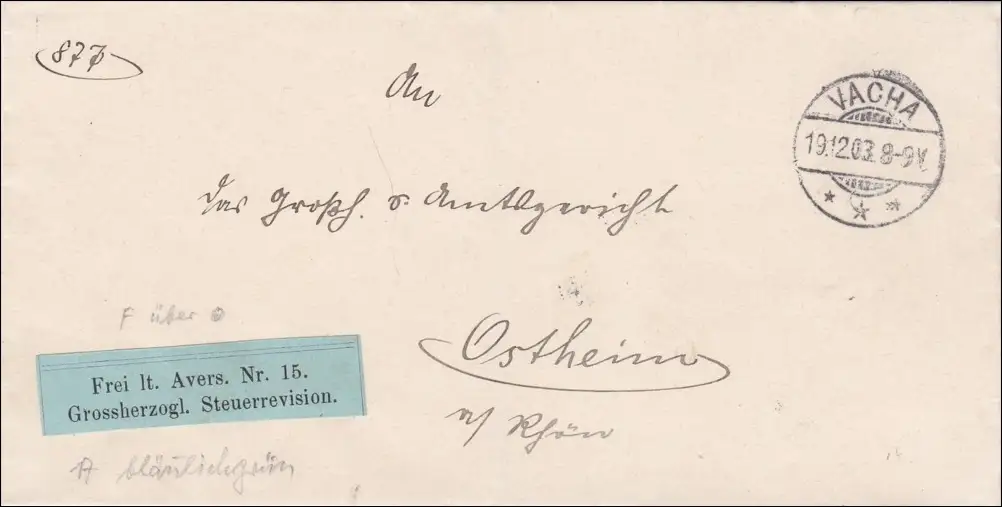 877
An
VACHA
19.12.03. 8-9V.
das Großh. S. Amtsgericht
Ostheim
a/ Rhön
F über
Frei lt. Avers. Nr. 15.
Grossherzogl. Steuerrevision.
bläulichgrün